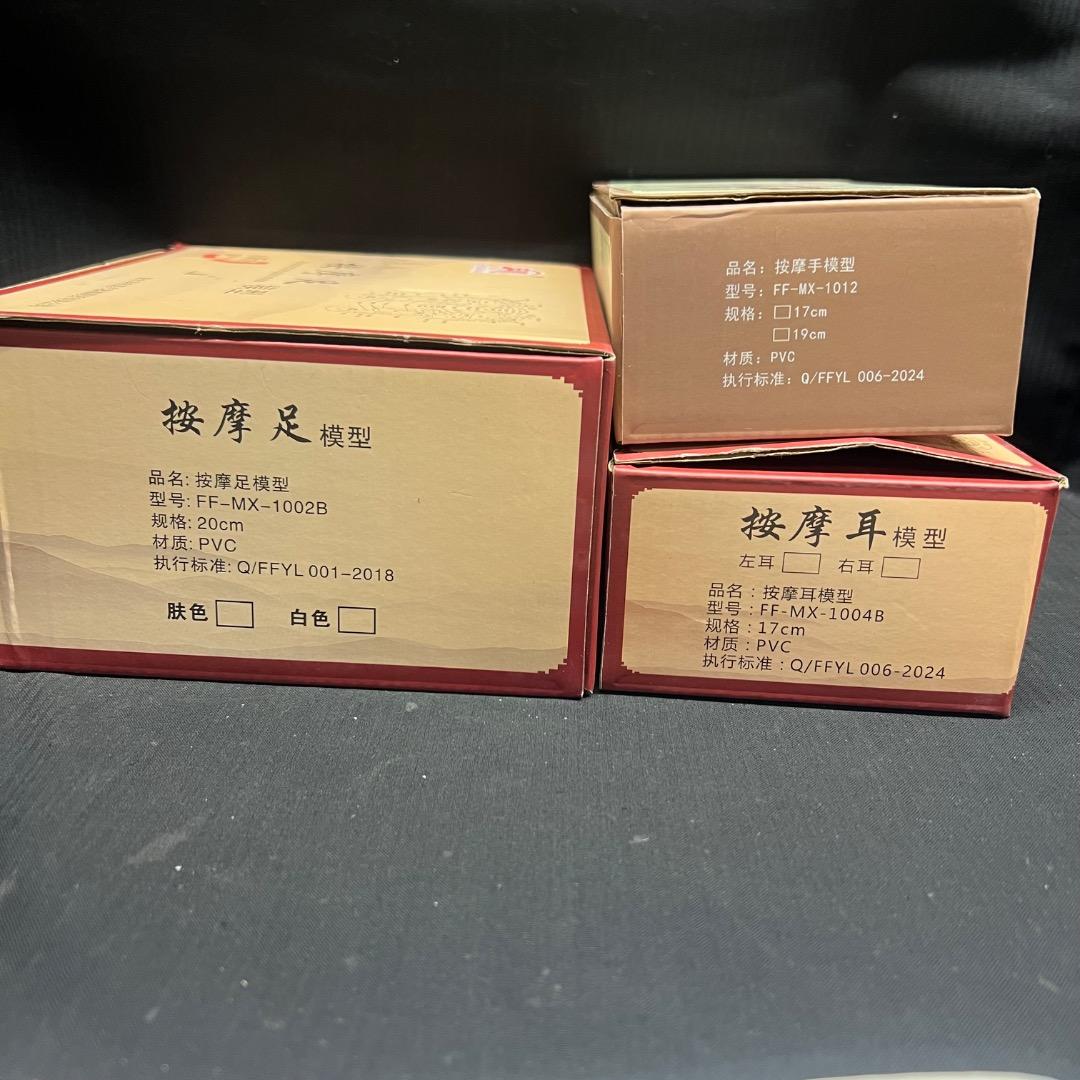 按摩足模型
品名: 按摩足模型
型号: FF-MX-1002B
规格: 20cm
材质: PVC
执行标准: Q/FFYL 001-2018
肤色□ 白色□
品名: 按摩手模型
型号: FF-MX-1012
规格: □17cm
□19cm
材质: PVC
执行标准: Q/FFYL 006-2024
按摩耳模型
左耳□ 右耳□
品名: 按摩耳模型
型号: FF-MX-1004B
规格: 17cm
材质: PVC
执行标准: Q/FFYL 006-2024